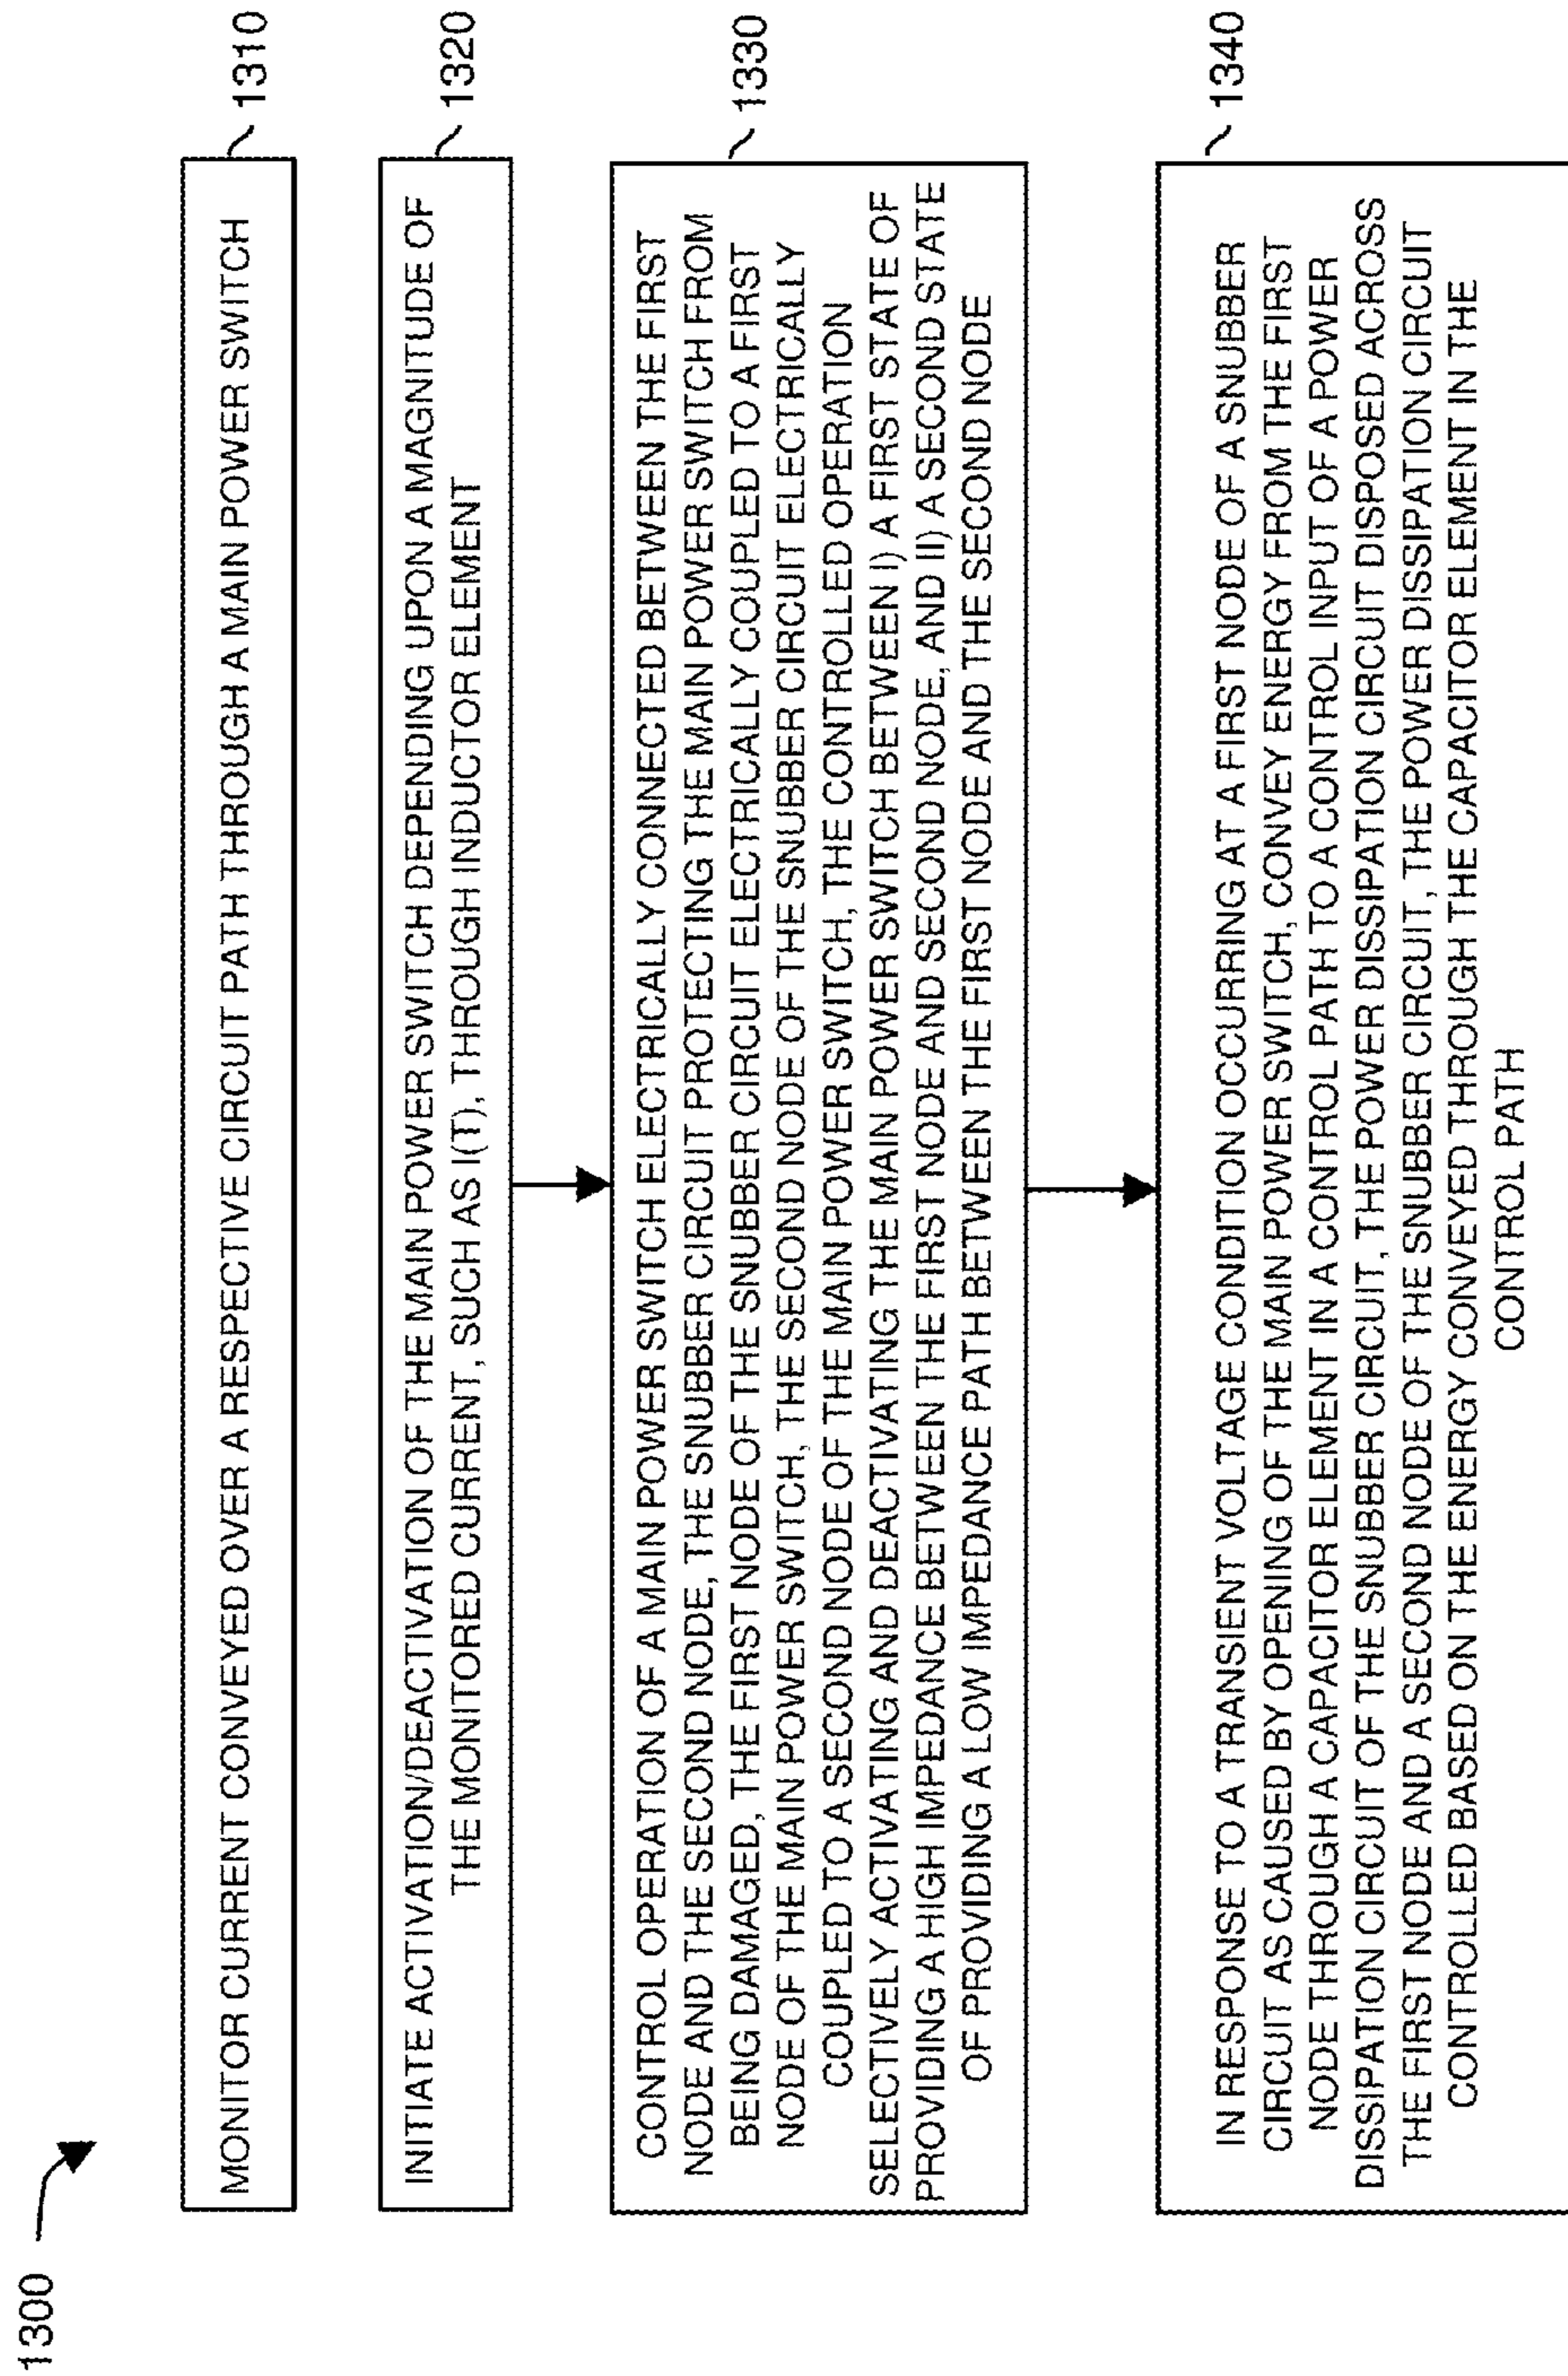 1300
MONITOR CURRENT CONVEYED OVER A RESPECTIVE CIRCUIT PATH THROUGH A MAIN POWER SWITCH
1310
INITIATE ACTIVATION/DEACTIVATION OF THE MAIN POWER SWITCH DEPENDING UPON A MAGNITUDE OF
THE MONITORED CURRENT, SUCH AS I(T), THROUGH INDUCTOR ELEMENT
1320
CONTROL OPERATION OF A MAIN POWER SWITCH ELECTRICALLY CONNECTED BETWEEN THE FIRST
NODE AND THE SECOND NODE, THE SNUBBER CIRCUIT PROTECTING THE MAIN POWER SWITCH FROM
BEING DAMAGED, THE FIRST NODE OF THE SNUBBER CIRCUIT ELECTRICALLY COUPLED TO A FIRST
NODE OF THE MAIN POWER SWITCH, THE SECOND NODE OF THE SNUBBER CIRCUIT ELECTRICALLY
COUPLED TO A SECOND NODE OF THE MAIN POWER SWITCH, THE CONTROLLED OPERATION
SELECTIVELY ACTIVATING AND DEACTIVATING THE MAIN POWER SWITCH BETWEEN I) A FIRST STATE OF
PROVIDING A HIGH IMPEDANCE BETWEEN THE FIRST NODE AND SECOND NODE, AND II) A SECOND STATE
OF PROVIDING A LOW IMPEDANCE PATH BETWEEN THE FIRST NODE AND THE SECOND NODE
1330
IN RESPONSE TO A TRANSIENT VOLTAGE CONDITION OCCURRING AT A FIRST NODE OF A SNUBBER
CIRCUIT AS CAUSED BY OPENING OF THE MAIN POWER SWITCH, CONVEY ENERGY FROM THE FIRST
NODE THROUGH A CAPACITOR ELEMENT IN A CONTROL PATH TO A CONTROL INPUT OF A POWER
DISSIPATION CIRCUIT OF THE SNUBBER CIRCUIT, THE POWER DISSIPATION CIRCUIT DISPOSED ACROSS
THE FIRST NODE AND A SECOND NODE OF THE SNUBBER CIRCUIT, THE POWER DISSIPATION CIRCUIT
CONTROLLED BASED ON THE ENERGY CONVEYED THROUGH THE CAPACITOR ELEMENT IN THE
CONTROL PATH
1340